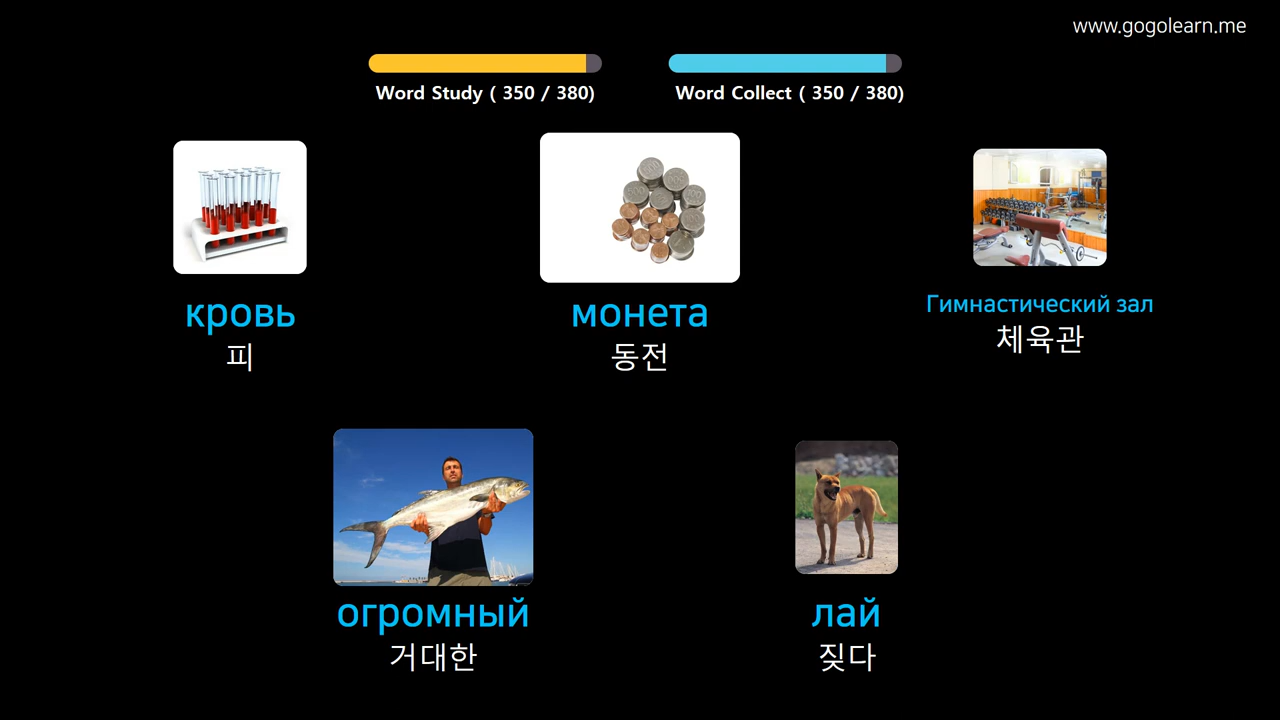 www.gogolearn.me
Word Study ( 350 / 380)
Word Collect ( 350 / 380)
кровь
피
монета
동전
Гимнастический зал
체육관
огромный
거대한
лай
짖다